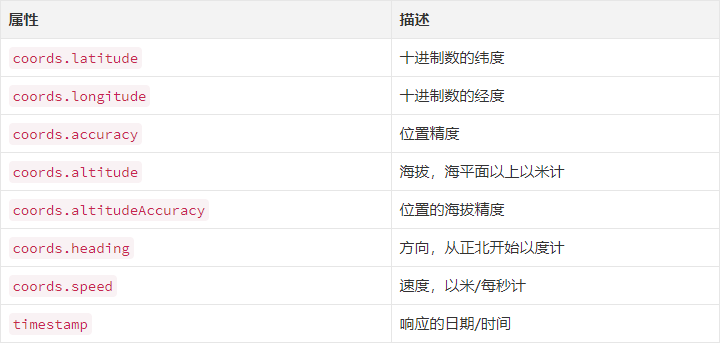 属性 描述
coords.latitude 十进制数的纬度
coords.longitude 十进制数的经度
coords.accuracy 位置精度
coords.altitude 海拔，海平面以上以米计
coords.altitudeAccuracy 位置的海拔精度
coords.heading 方向，从正北开始以度计
coords.speed 速度，以米/每秒计
timestamp 响应的日期/时间